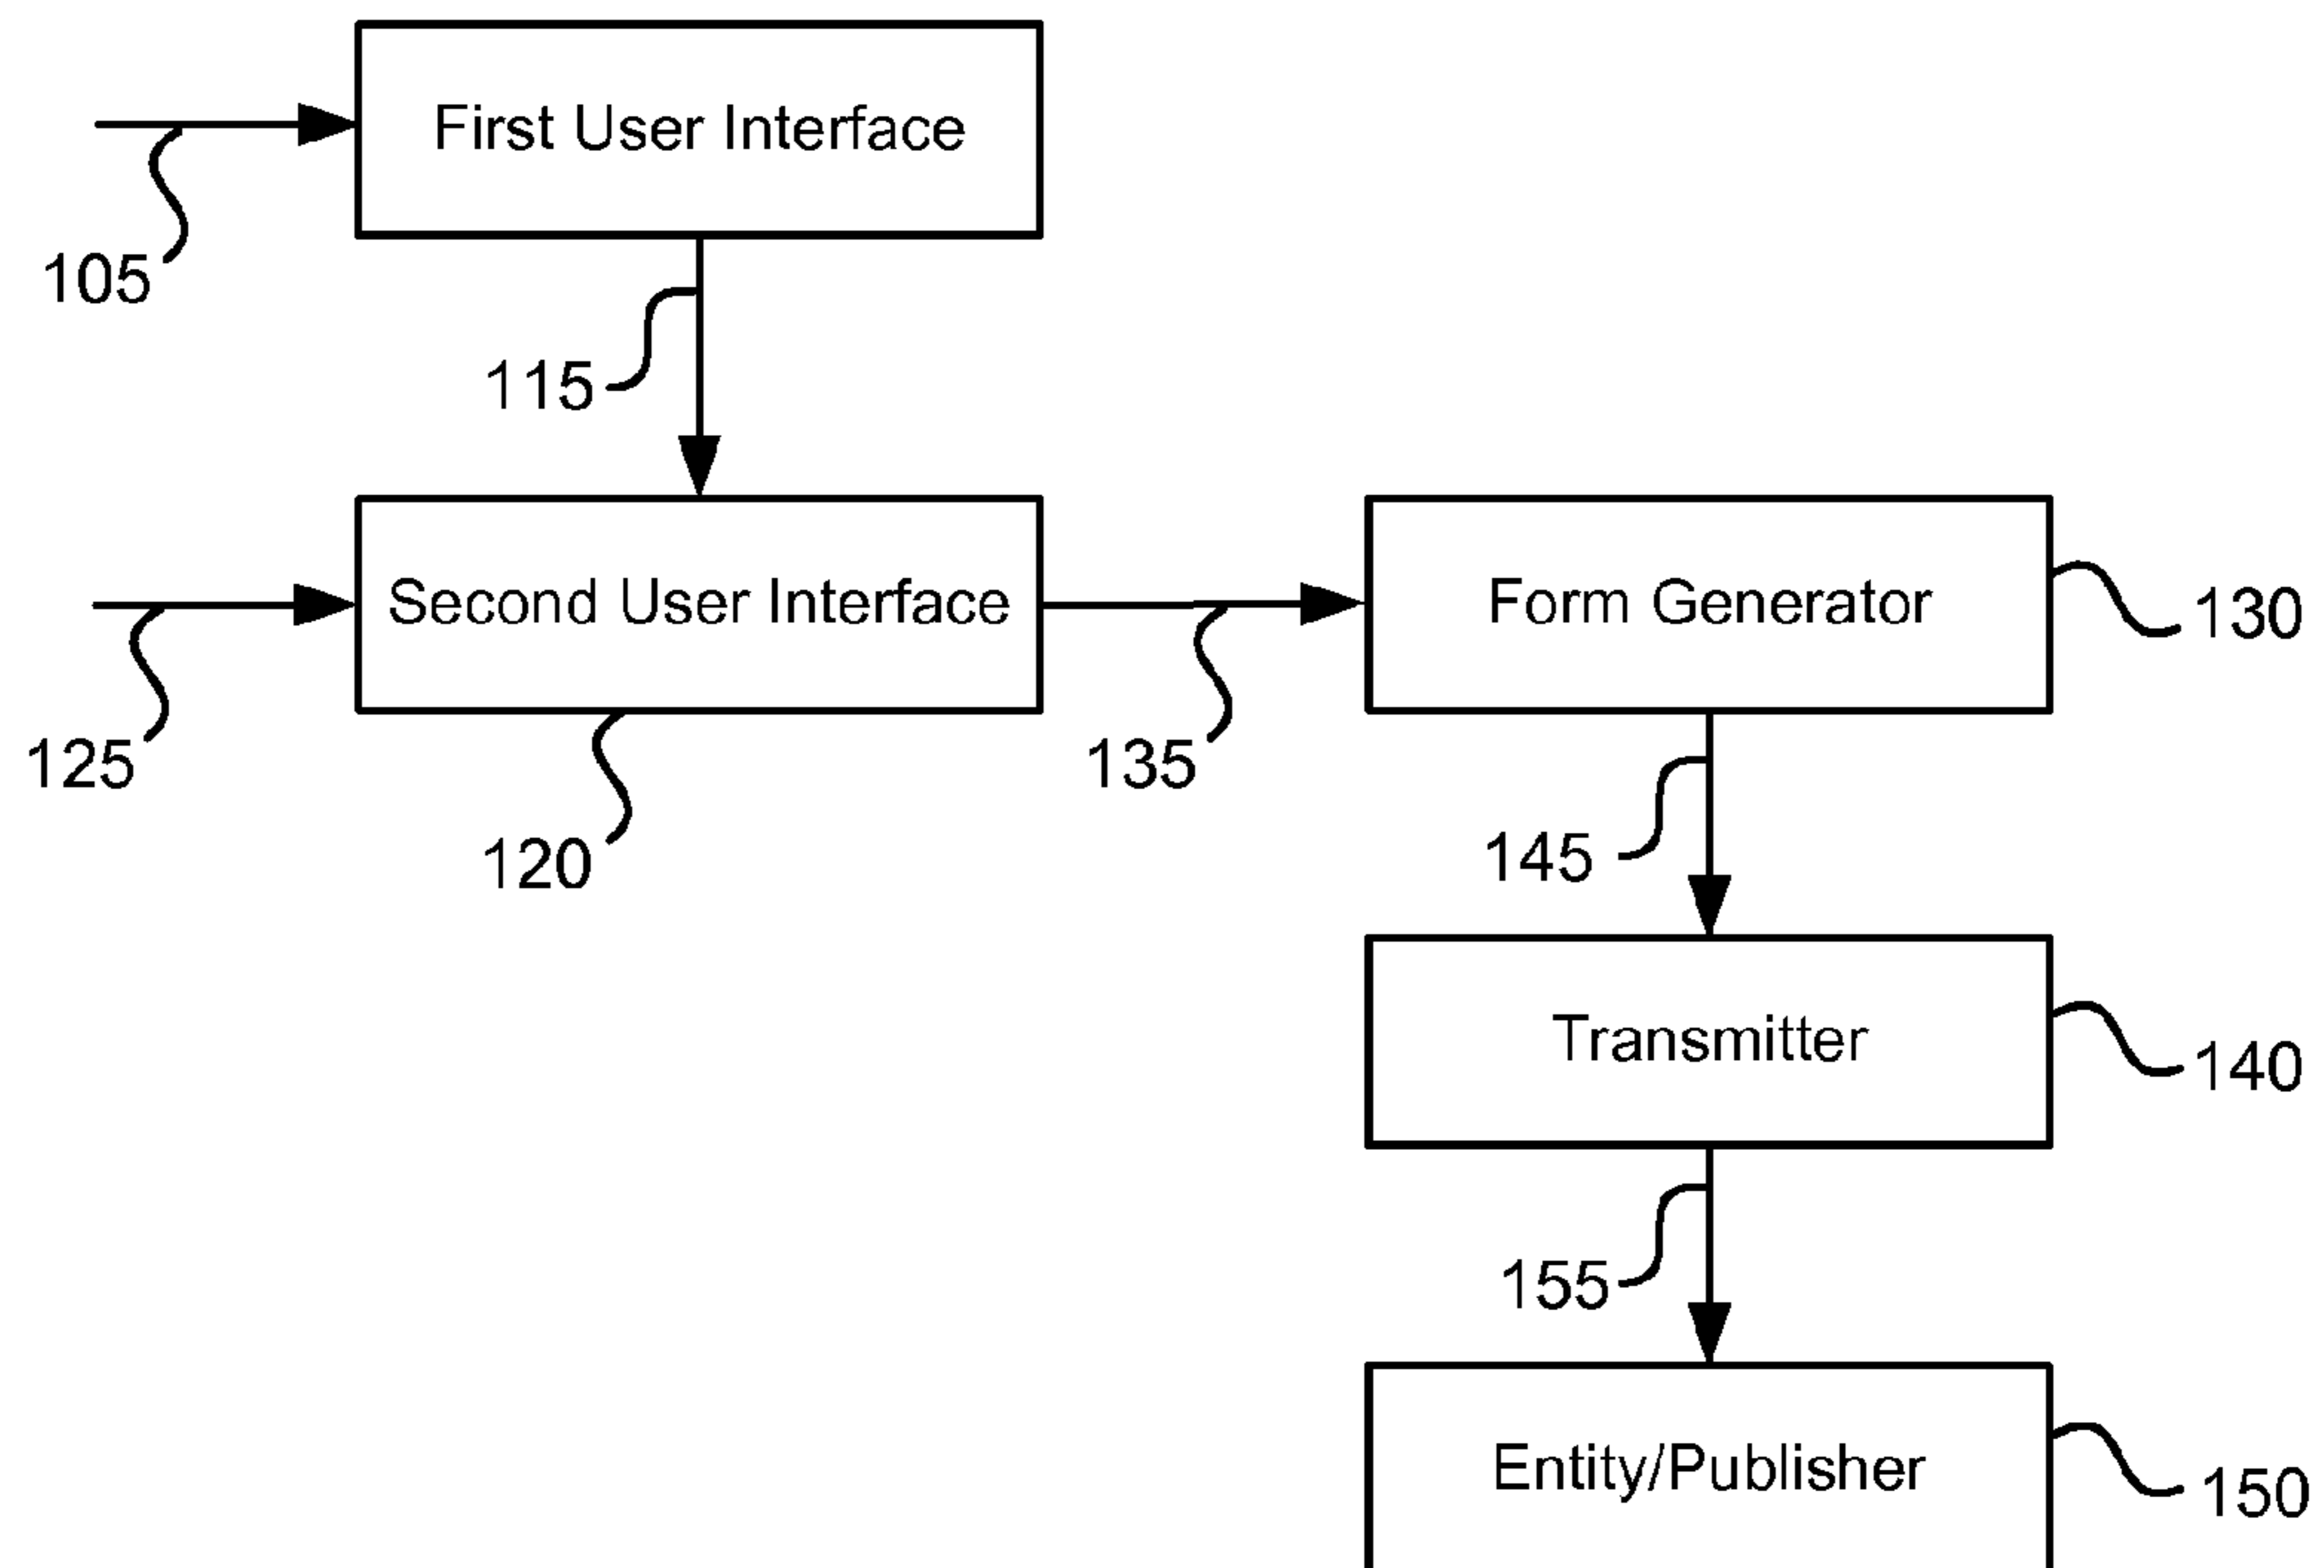 First User Interface
105
115
Second User Interface
Form Generator
130
125
135
120
145
Transmitter
140
155
Entity/Publisher
150